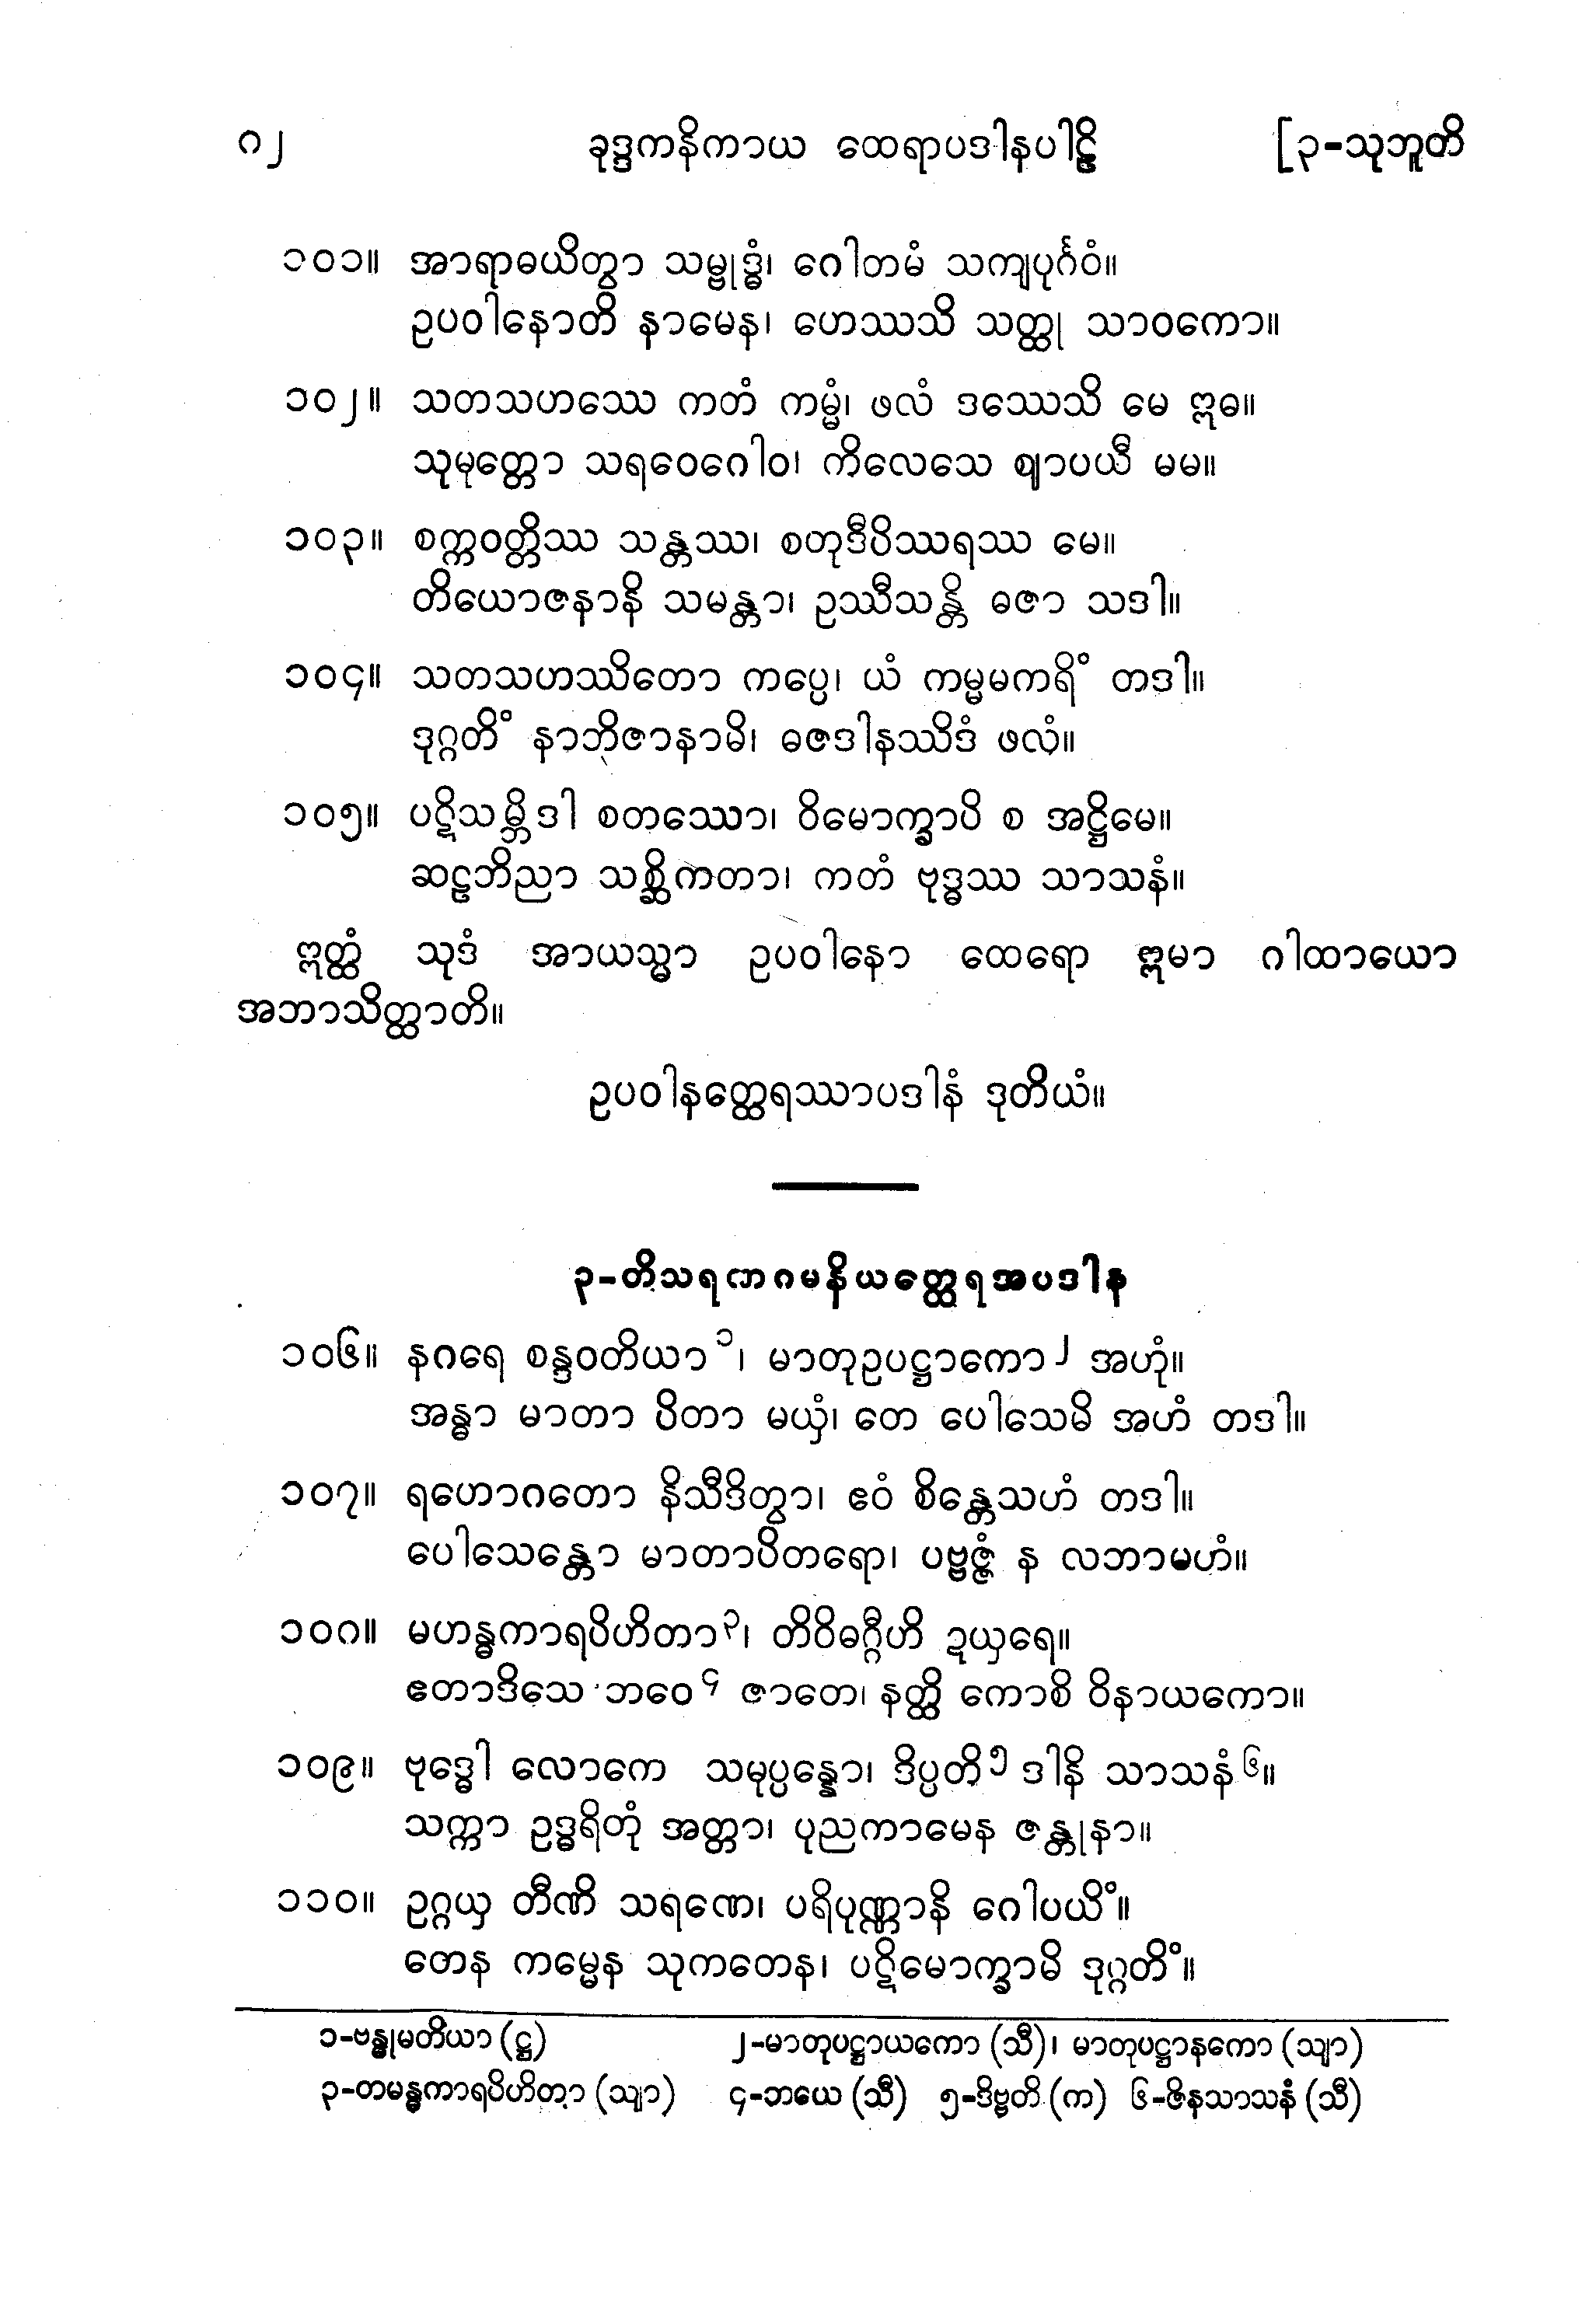 ၈၂ ခုဒ္ဒကနိကာယ ထေရာပဒါနပါဠိ [၃-သုဘူတိ
၁၀၁။ အာရာဓယိတွာ သမ္ဗုဒ္ဓံ၊ ဂေါတမံ သကျပုင်္ဂဝံ။
ဥပဝါနောတိ နာမေန၊ ဟေဿသိ သတ္ထု သာဝကော။
၁၀၂။ သတသဟဿေ ကတံ ကမ္မံ၊ ဖလံ ဒဿေသိ မေ ဣဓ။
သုမုတ္တော သရဝေဂေါဝ၊ ကိလေသေ ဈာပယီ မမ။
၁၀၃။ စက္ကဝတ္တိဿ သန္တဿ၊ စတုဒီပိဿရဿ မေ။
တိယောဇနာနိ သမန္တာ၊ ဥဿီသန္တိ ဓဇာ သဒါ။
၁၀၄။ သတသဟဿိတော ကပ္ပေ၊ ယံ ကမ္မမကရိံ တဒါ။
ဒုဂ္ဂတိံ နာဘိဇာနာမိ၊ ဓဇဒါနဿိဒံ ဖလံ။
၁၀၅။ ပဋိသမ္ဘိဒါ စတဿော၊ ဝိမောက္ခာပိ စ အဋ္ဌိမေ။
ဆဠဘိညာ သစ္ဆိကတာ၊ ကတံ ဗုဒ္ဓဿ သာသနံ။
ဣတ္ထံ သုဒံ အာယသ္မာ ဥပဝါနော ထေရော ဣမာ ဂါထာယော
အဘာသိတ္ထာတိ။
ဥပဝါနတ္ထေရဿာပဒါနံ ဒုတိယံ။
၃-တိသရဏဂမနိယတ္ထေရအပဒါန
၁၀၆။ နဂရေ စန္ဒဝတိယာ၁၊ မာတုဥပဋ္ဌာကော၂ အဟုံ။
အန္ဓာ မာတာ ပိတာ မယှံ၊ တေ ပေါသေမိ အဟံ တဒါ။
၁၀၇။ ရဟောဂတော နိသီဒိတွာ၊ ဧဝံ စိန္တေသဟံ တဒါ။
ပေါသေန္တော မာတာပိတရော၊ ပဗ္ဗဇ္ဇံ န လဘာမဟံ။
၁၀၈။ မဟန္ဓကာရပိဟိတာ၃၊ တိဝိဓဂ္ဂီဟိ ဍယှရေ။
ဧတာဒိသေ ဘဝေ၄ ဇာတေ၊ နတ္ထိ ကောစိ ဝိနာယကော။
၁၀၉။ ဗုဒ္ဓေါ လောကေ သမုပ္ပန္နော၊ ဒိပ္ပတိ၅ ဒါနိ သာသနံ၆။
သက္ကာ ဥဒ္ဓရိတုံ အတ္တာ၊ ပုညကာမေန ဇန္တုနာ။
၁၁၀။ ဥဂ္ဂယှ တီဏိ သရဏေ၊ ပရိပုဏ္ဏာနိ ဂေါပယိံ။
တေန ကမ္မေန သုကတေန၊ ပဋိမောက္ခာမိ ဒုဂ္ဂတိံ။
၁-ဗန္ဓုမတိယာ (ဋ္ဌ) ၂-မာတုပဋ္ဌာယကော (သီ)၊ မာတုပဋ္ဌာနကော (သျာ)
၃-တမန္ဓကာရပိဟိတာ (သျာ) ၄-ဘယေ (သီ) ၅-ဒိဗ္ဗတိ (က) ၆-ဇိနသာသနံ (သီ)